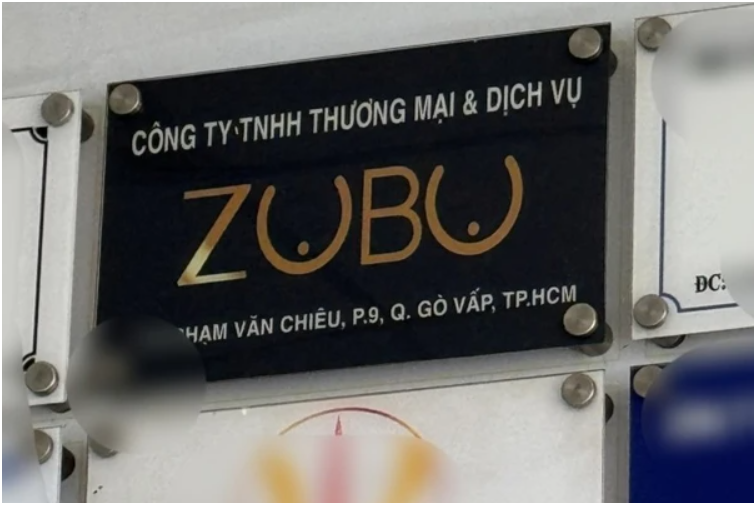 CÔNG TY TNHH THƯƠNG MẠI & DỊCH VỤ
ZUBU
PHẠM VĂN CHIÊU, P.9, Q. GÒ VẤP, TP.HCM
ĐC: